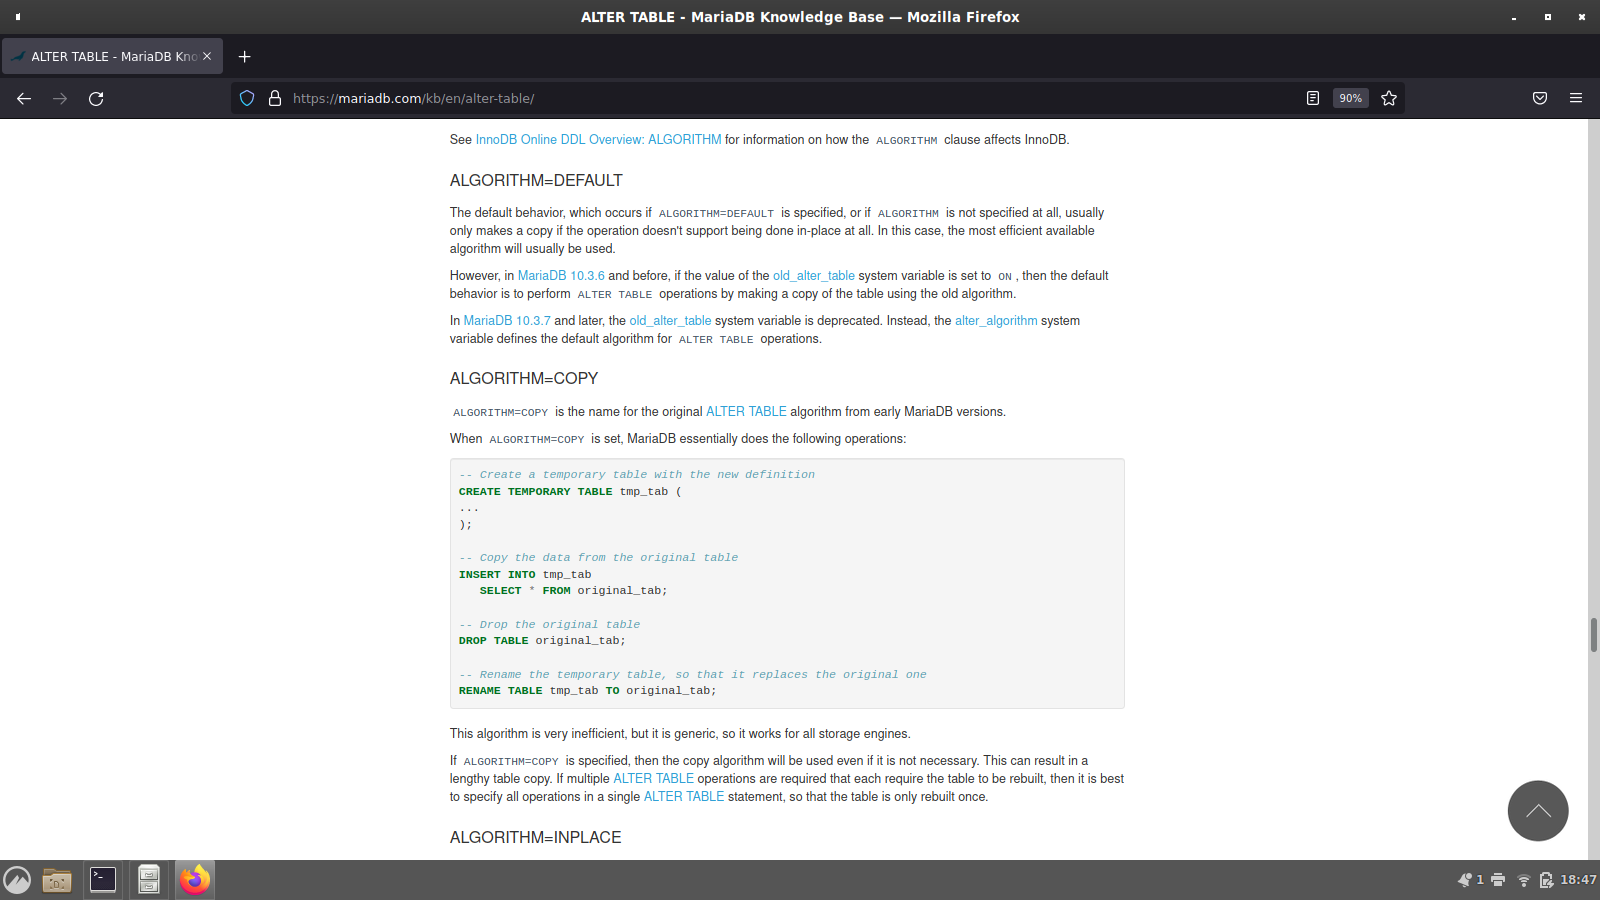 ALTER TABLE - MariaDB Knowledge Base — Mozilla Firefox
ALTER TABLE - MariaDB Kno
https://mariadb.com/kb/en/alter-table/
90%
See InnoDB Online DDL Overview: ALGORITHM for information on how the ALGORITHM clause affects InnoDB.
ALGORITHM=DEFAULT
The default behavior, which occurs if ALGORITHM=DEFAULT is specified, or if ALGORITHM is not specified at all, usually
only makes a copy if the operation doesn't support being done in-place at all. In this case, the most efficient available
algorithm will usually be used.
However, in MariaDB 10.3.6 and before, if the value of the old_alter_table system variable is set to ON , then the default
behavior is to perform ALTER TABLE operations by making a copy of the table using the old algorithm.
In MariaDB 10.3.7 and later, the old_alter_table system variable is deprecated. Instead, the alter_algorithm system
variable defines the default algorithm for ALTER TABLE operations.
ALGORITHM=COPY
ALGORITHM=COPY is the name for the original ALTER TABLE algorithm from early MariaDB versions.
When ALGORITHM=COPY is set, MariaDB essentially does the following operations:
-- Create a temporary table with the new definition
CREATE TEMPORARY TABLE tmp_tab (
...
);
-- Copy the data from the original table
INSERT INTO tmp_tab
SELECT * FROM original_tab;
-- Drop the original table
DROP TABLE original_tab;
-- Rename the temporary table, so that it replaces the original one
RENAME TABLE tmp_tab TO original_tab;
This algorithm is very inefficient, but it is generic, so it works for all storage engines.
If ALGORITHM=COPY is specified, then the copy algorithm will be used even if it is not necessary. This can result in a
lengthy table copy. If multiple ALTER TABLE operations are required that each require the table to be rebuilt, then it is best
to specify all operations in a single ALTER TABLE statement, so that the table is only rebuilt once.
ALGORITHM=INPLACE
1
18:47